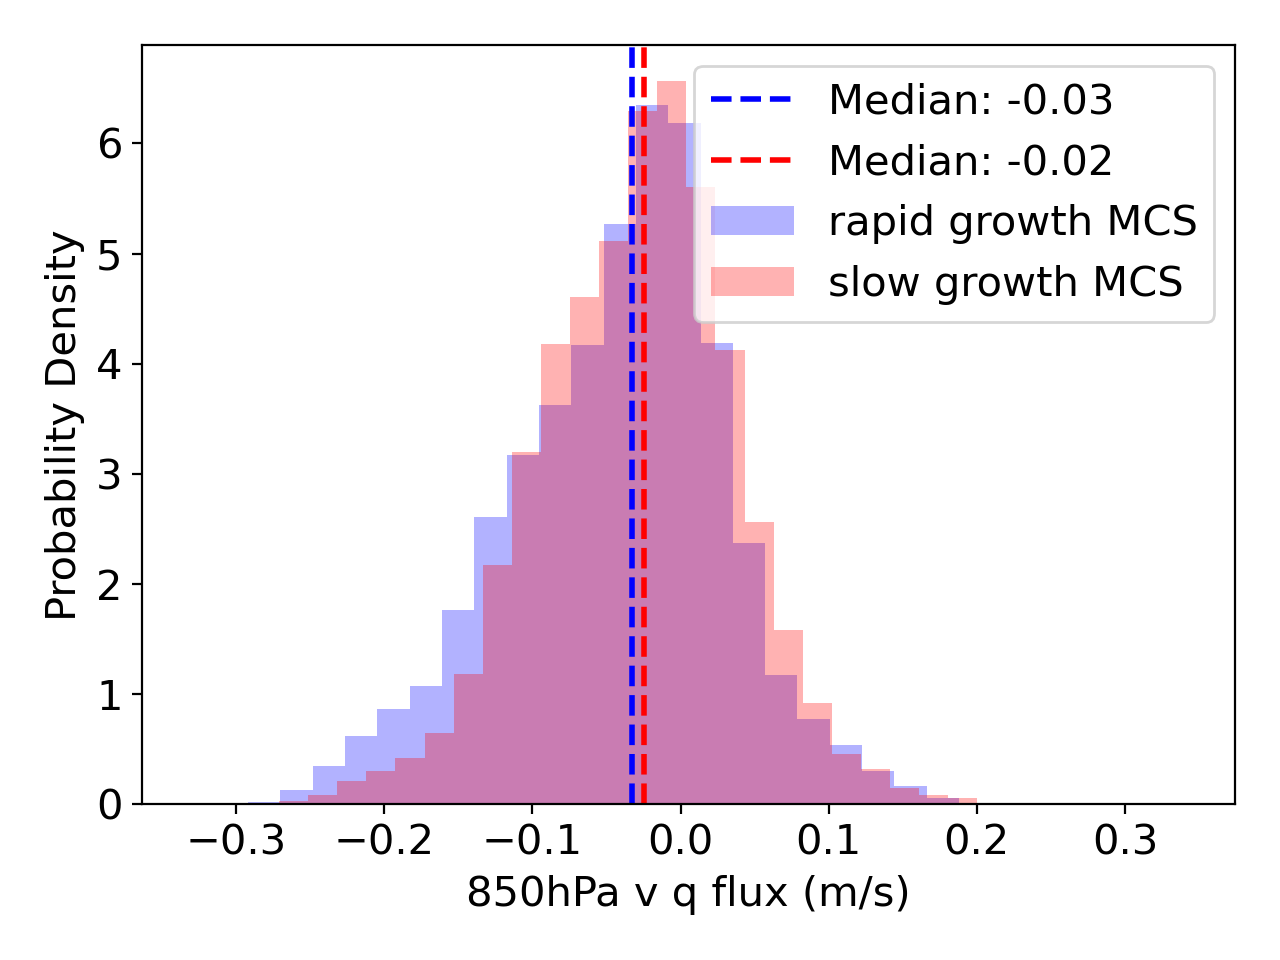 Median: -0.03
Median: -0.02
rapid growth MCS
slow growth MCS
Probability Density
6
5
4
3
2
1
0
−0.3 −0.2 −0.1 0.0 0.1 0.2 0.3
850hPa v q flux (m/s)